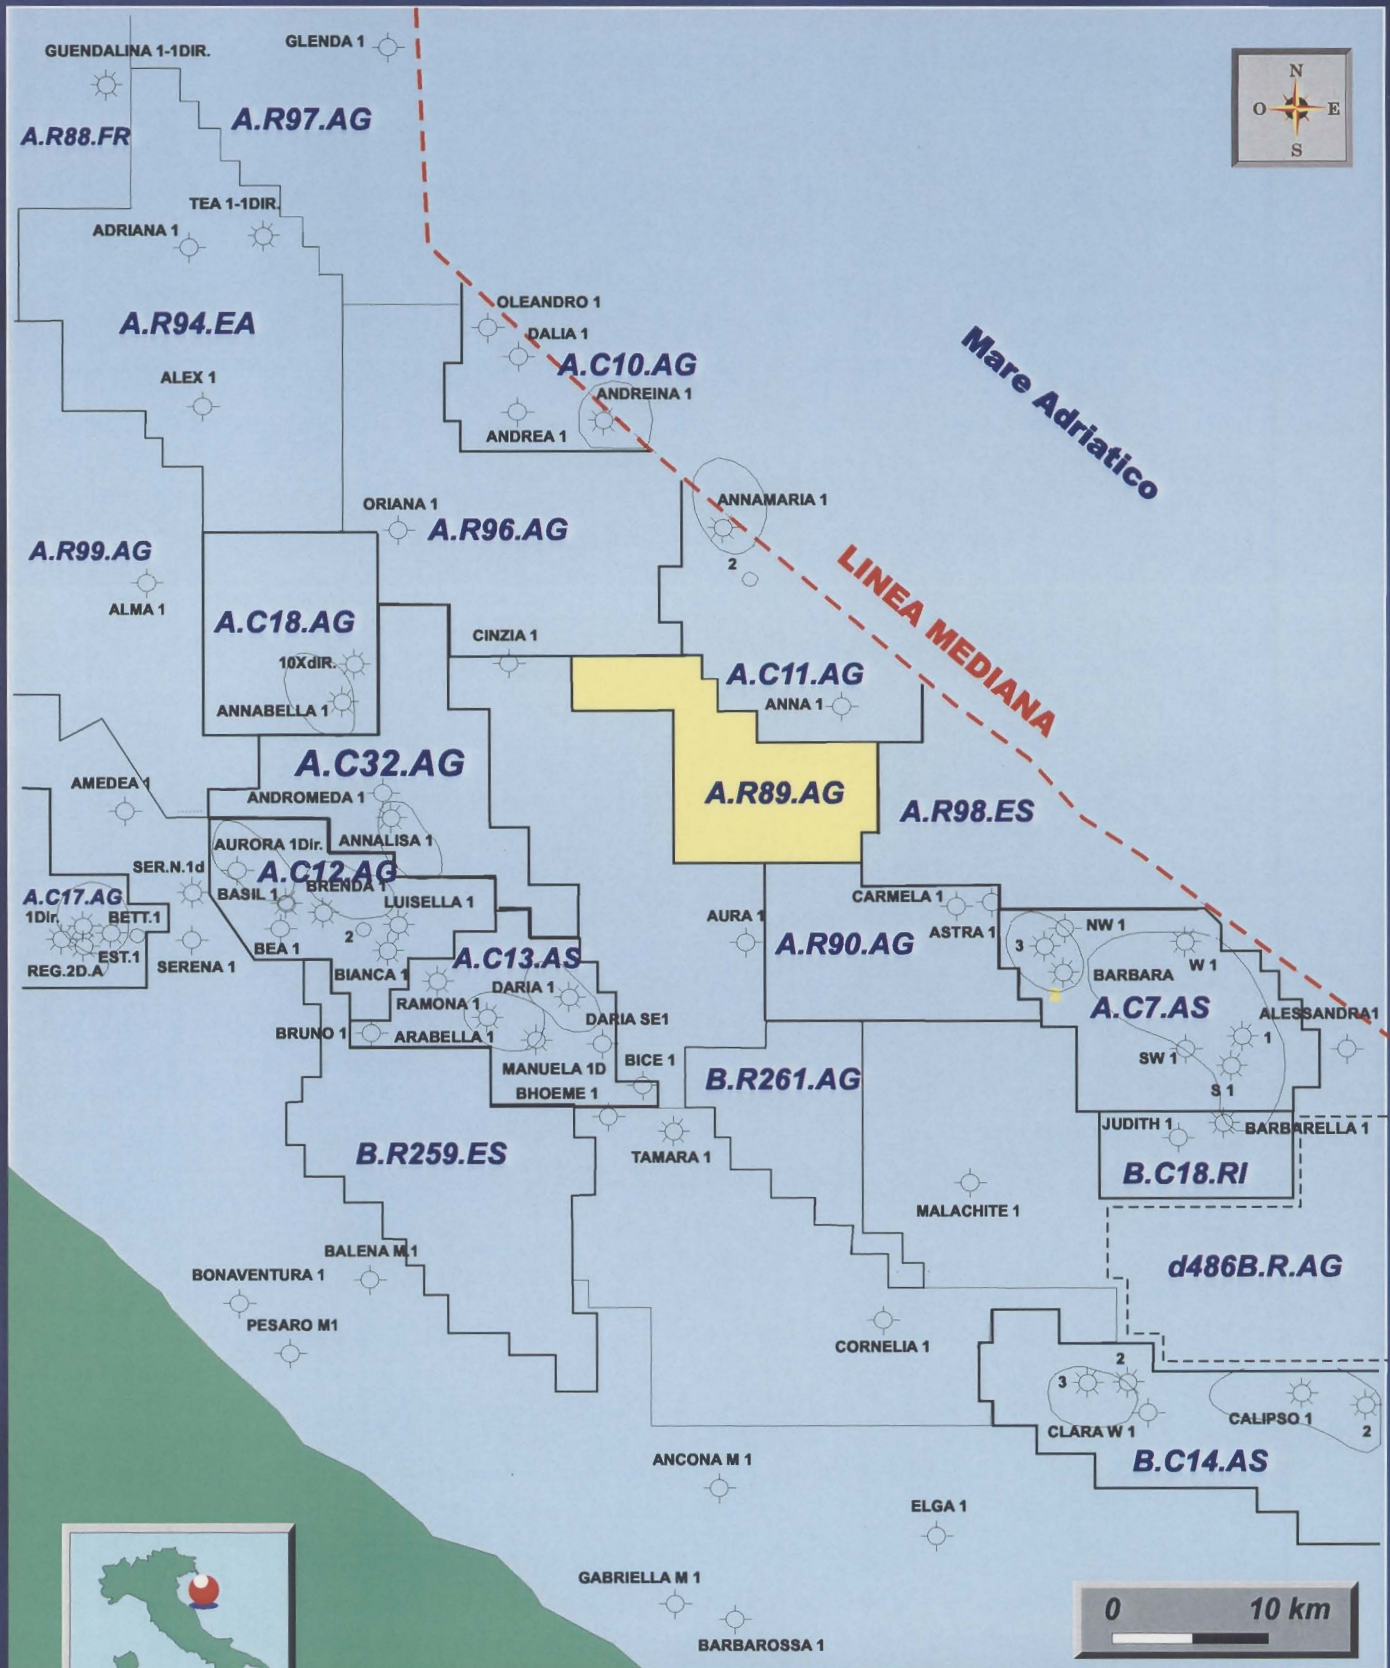 GUENDALINA 1-1DIR.
GLENDA 1
N
O
E
S
A.R88.FR
A.R97.AG
TEA 1-1DIR.
ADRIANA 1
A.R94.EA
OLEANDRO 1
DALIA 1
A.C10.AG
ALEX 1
ANDREINA 1
ANDREA 1
Mare Adriatico
ORIANA 1
A.R96.AG
ANNAMARIA 1
2
A.R99.AG
ALMA 1
A.C18.AG
LINEA MEDIANA
CINZIA 1
10XdIR.
ANNABELLA 1
A.C11.AG
ANNA 1
A.C32.AG
AMEDEA 1
ANDROMEDA 1
A.R89.AG
A.R98.ES
AURORA 1Dir.
ANNALISA 1
SER.N.1d
A.C12.AG
BASIL 1
BRENDA 1
LUISELLA 1
A.C17.AG
1Dir.
BETT.1
EST.1
REG.2D.A
SERENA 1
BEA 1
2
BIANCA 1
A.C13.AS
DARIA 1
RAMONA 1
BRUNO 1
ARABELLA 1
DARIA SE1
MANUELA 1D
BICE 1
BHOEME 1
AURA 1
A.R90.AG
CARMELA 1
ASTRA 1
3
NW 1
BARBARA
W 1
2
A.C7.AS
ALESSANDRA1
1
SW 1
S 1
B.R261.AG
JUDITH 1
BARBARELLA 1
B.R259.ES
TAMARA 1
B.C18.RI
MALACHITE 1
d486B.R.AG
BALENA M.1
BONAVENTURA 1
PESARO M1
CORNELIA 1
2
3
CLARA W 1
CALIPSO 1
2
B.C14.AS
ANCONA M 1
ELGA 1
GABRIELLA M 1
BARBAROSSA 1
0 10 km